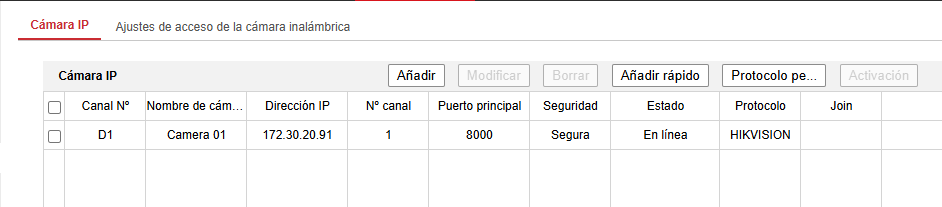 Cámara IP Ajustes de acceso de la cámara inalámbrica
Cámara IP Añadir Modificar Borrar Añadir rápido Protocolo pe... Activación
Canal Nº Nombre de cám... Dirección IP Nº canal Puerto principal Seguridad Estado Protocolo Join
D1 Camera 01 172.30.20.91 1 8000 Segura En línea HIKVISION